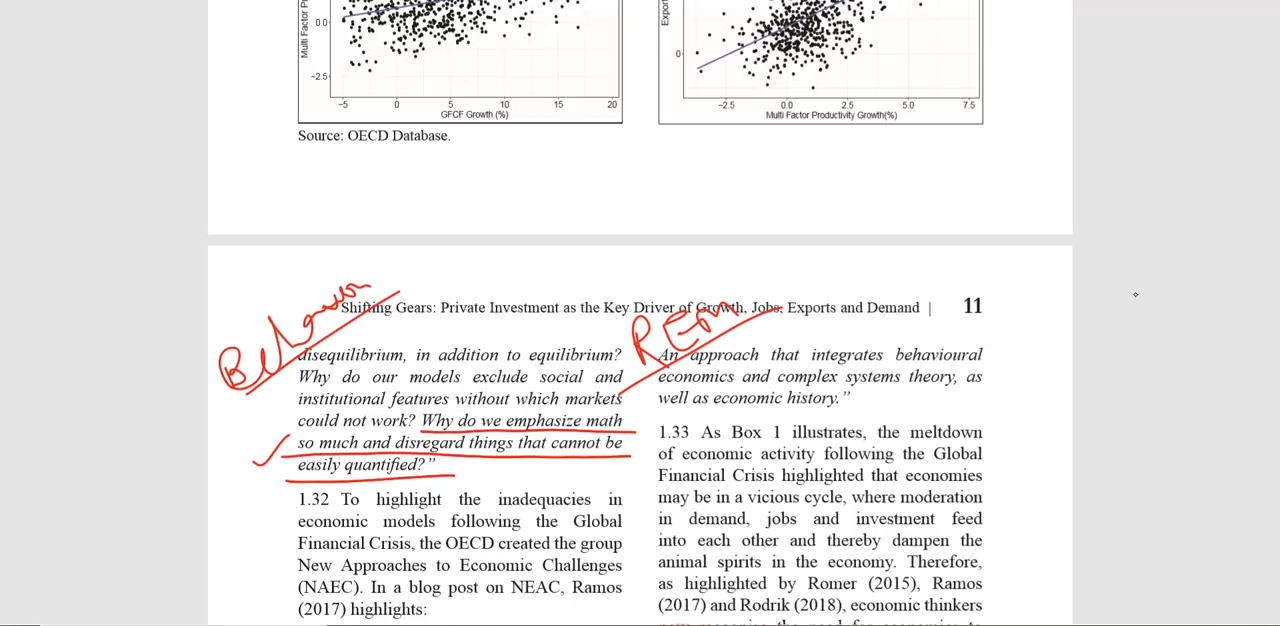 Multi Factor Pr
0.0
−2.5
−5 0 5 10 15 20
GFCF Growth (%)
Export
0
−2.5 0.0 2.5 5.0 7.5
Multi Factor Productivity Growth(%)
Source: OECD Database.
Shifting Gears: Private Investment as the Key Driver of Growth, Jobs, Exports and Demand | 11
REM
disequilibrium, in addition to equilibrium?
Why do our models exclude social and
institutional features without which markets
could not work? Why do we emphasize math
so much and disregard things that cannot be
easily quantified?”
1.32 To highlight the inadequacies in
economic models following the Global
Financial Crisis, the OECD created the group
New Approaches to Economic Challenges
(NAEC). In a blog post on NEAC, Ramos
(2017) highlights:
An approach that integrates behavioural
economics and complex systems theory, as
well as economic history.”
1.33 As Box 1 illustrates, the meltdown
of economic activity following the Global
Financial Crisis highlighted that economies
may be in a vicious cycle, where moderation
in demand, jobs and investment feed
into each other and thereby dampen the
animal spirits in the economy. Therefore,
as highlighted by Romer (2015), Ramos
(2017) and Rodrik (2018), economic thinkers